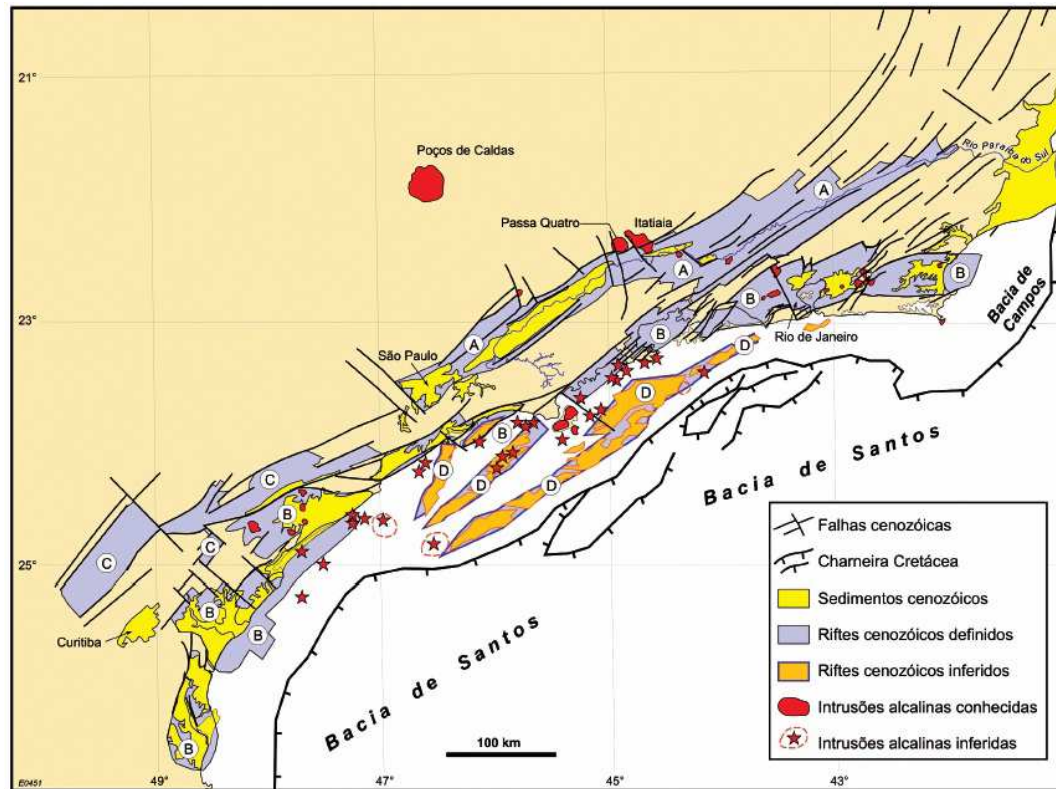 21°
23°
25°
49°
47°
45°
43°
Poços de Caldas
Passa Quatro
Itatiaia
Rio Paraíba do Sul
São Paulo
Rio de Janeiro
Curitiba
Bacia de
Campos
Bacia de Santos
Bacia de Santos
A
A
A
B
B
B
B
B
B
B
B
C
C
C
D
D
D
D
D
100 km
E0451
Falhas cenozóicas
Charneira Cretácea
Sedimentos cenozóicos
Riftes cenozóicos definidos
Riftes cenozóicos inferidos
Intrusões alcalinas conhecidas
Intrusões alcalinas inferidas